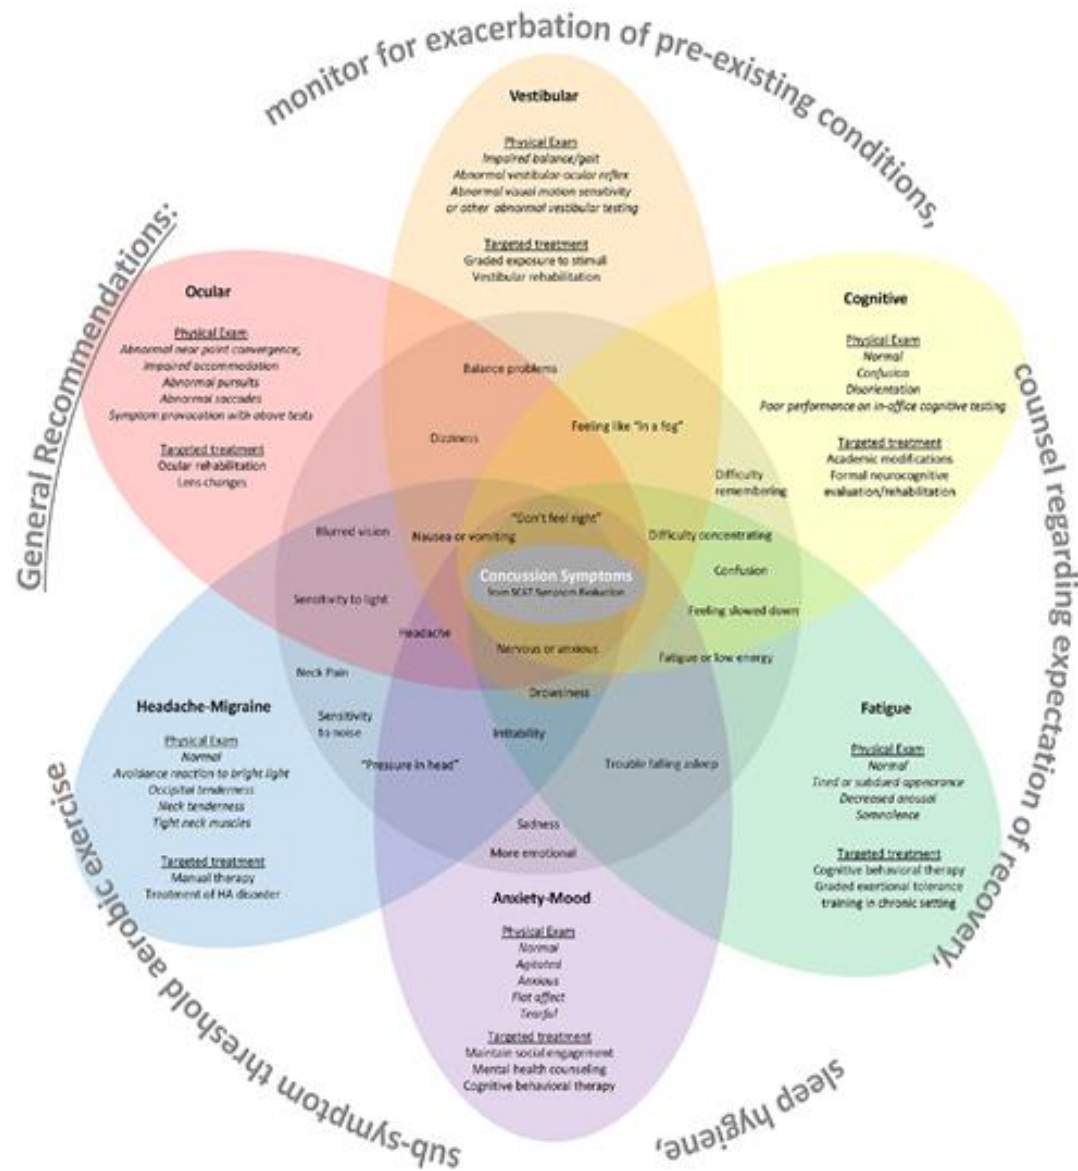 General Recommendations:
monitor for exacerbation of pre-existing conditions,
counsel regarding expectation of recovery,
sleep hygiene,
sub-symptom threshold aerobic exercise
Vestibular
Physical Exam
Impaired balance/gait
Abnormal vestibular-ocular reflex
Abnormal visual motion sensitivity
or other abnormal vestibular testing
Targeted treatment
Graded exposure to stimuli
Vestibular rehabilitation
Ocular
Physical Exam
Abnormal near point convergence,
Impaired accommodation
Abnormal pursuits
Abnormal saccades
Symptom provocation with above tests
Targeted treatment
Ocular rehabilitation
Lens changes
Cognitive
Physical Exam
Normal
Confusion
Disorientation
Poor performance on in-office cognitive testing
Targeted treatment
Academic modifications
Formal neurocognitive
evaluation/rehabilitation
Balance problems
Feeling like "in a fog"
Dizziness
Difficulty
remembering
"Don't feel right"
Blurred vision
Nausea or vomiting
Difficulty concentrating
Concussion Symptoms
from SCAT Symptom Evaluation
Confusion
Sensitivity to light
Feeling slowed down
Headache
Nervous or anxious
Fatigue or low energy
Neck Pain
Drowsiness
Sensitivity
to noise
Irritability
"Pressure in head"
Trouble falling asleep
Sadness
More emotional
Headache-Migraine
Physical Exam
Normal
Avoidance reaction to bright light
Occipital tenderness
Neck tenderness
Tight neck muscles
Targeted treatment
Manual therapy
Treatment of HA disorder
Fatigue
Physical Exam
Normal
Tired or subdued appearance
Decreased arousal
Somnolence
Targeted treatment
Cognitive behavioral therapy
Graded exertional tolerance
training in chronic setting
Anxiety-Mood
Physical Exam
Normal
Agitated
Anxious
Flat affect
Tearful
Targeted treatment
Maintain social engagement
Mental health counseling
Cognitive behavioral therapy